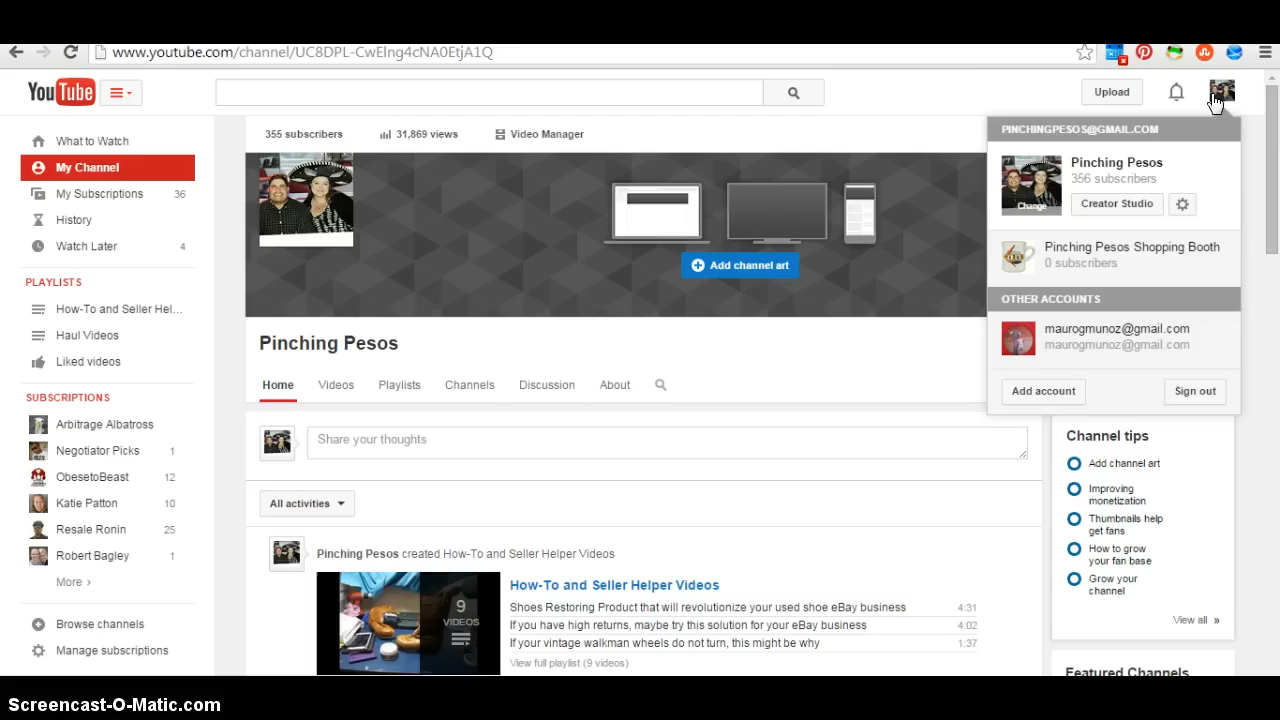 www.youtube.com/channel/UC8DPL-CwElng4cNA0EtjA1Q
YouTube
Upload
What to Watch
My Channel
My Subscriptions 36
History
Watch Later 4
PLAYLISTS
How-To and Seller Hel...
Haul Videos
Liked videos
SUBSCRIPTIONS
Arbitrage Albatross
Negotiator Picks 1
ObesetoBeast 12
Katie Patton 10
Resale Ronin 25
Robert Bagley 1
More ›
Browse channels
Manage subscriptions
355 subscribers 31,869 views Video Manager
Add channel art
Pinching Pesos
Home Videos Playlists Channels Discussion About
Share your thoughts
All activities
Pinching Pesos created How-To and Seller Helper Videos
9
VIDEOS
How-To and Seller Helper Videos
Shoes Restoring Product that will revolutionize your used shoe eBay business 4:31
If you have high returns, maybe try this solution for your eBay business 4:02
If your vintage walkman wheels do not turn, this might be why 1:37
View full playlist (9 videos)
PINCHINGPESOS@GMAIL.COM
Pinching Pesos
356 subscribers
Change
Creator Studio
Pinching Pesos Shopping Booth
0 subscribers
OTHER ACCOUNTS
maurogmunoz@gmail.com
maurogmunoz@gmail.com
Add account Sign out
Channel tips
Add channel art
Improving
monetization
Thumbnails help
get fans
How to grow
your fan base
Grow your
channel
View all »
Featured Channels
Screencast-O-Matic.com